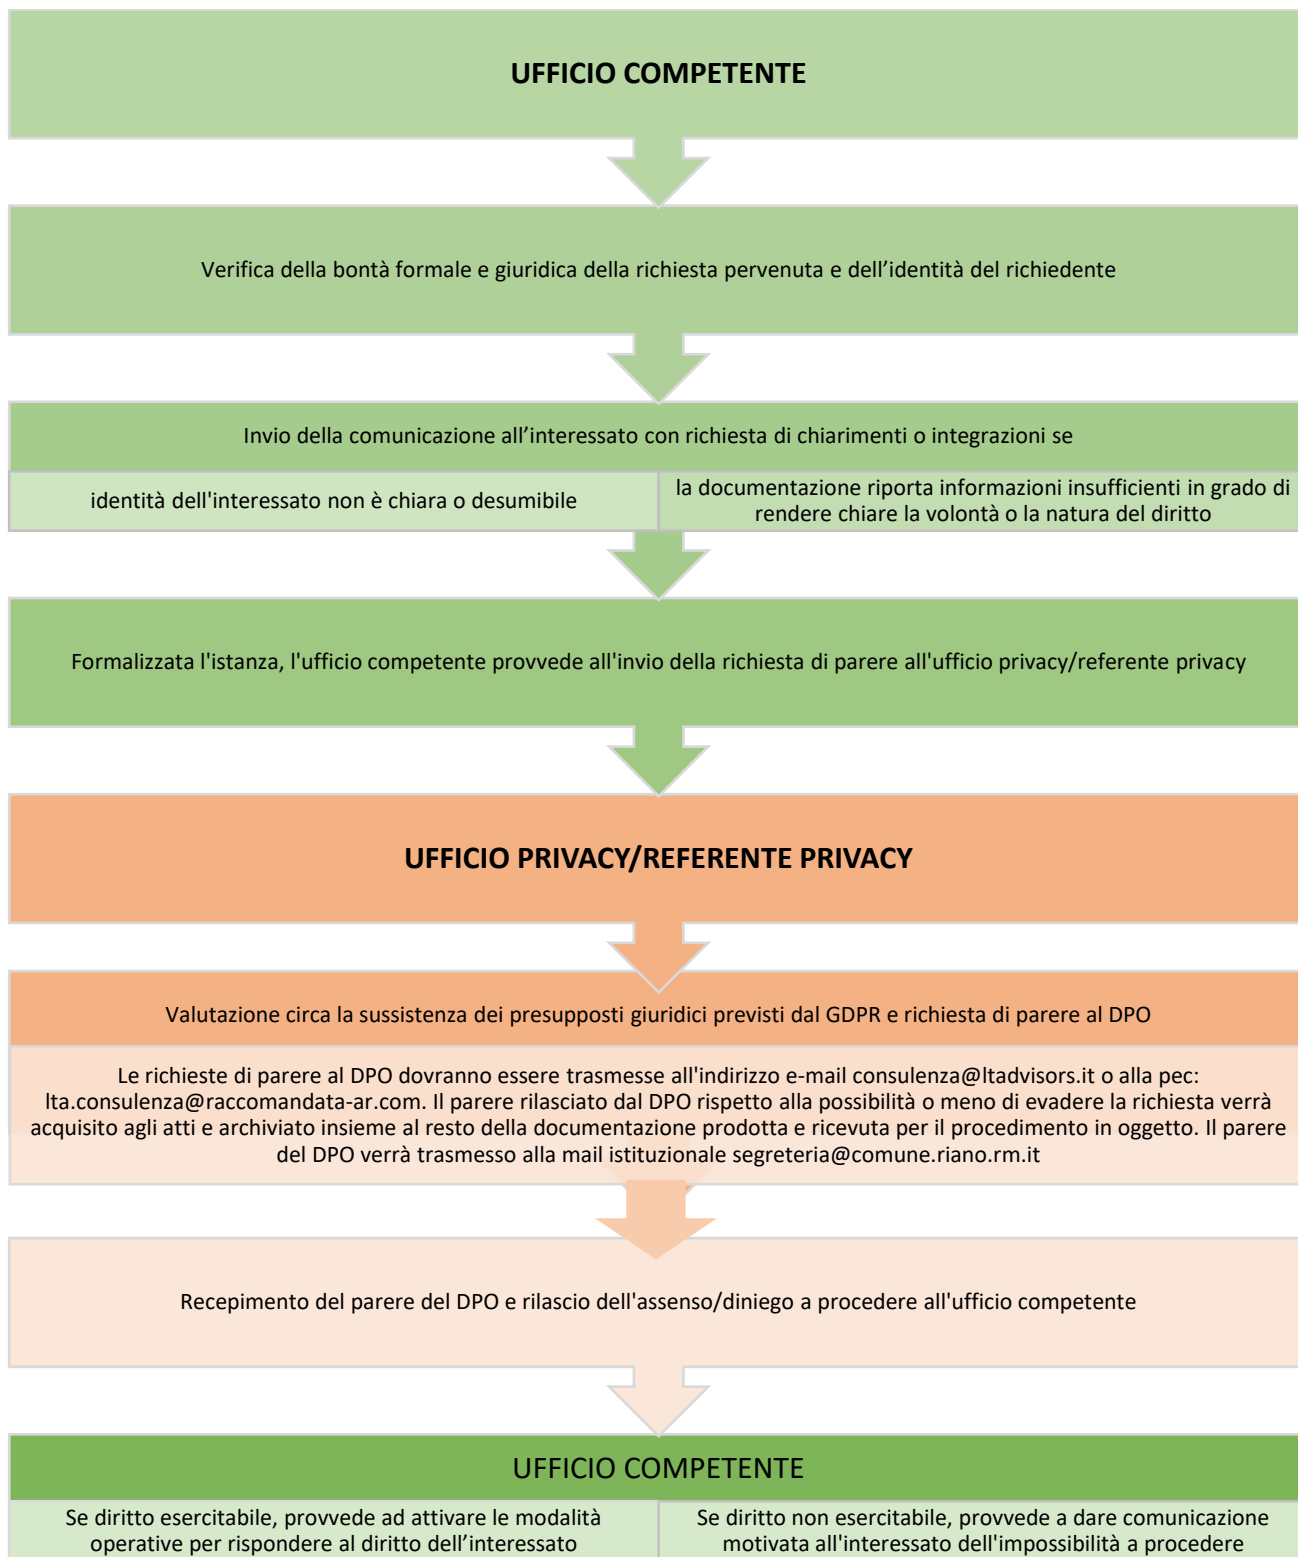 UFFICIO COMPETENTE
Verifica della bontà formale e giuridica della richiesta pervenuta e dell’identità del richiedente
Invio della comunicazione all’interessato con richiesta di chiarimenti o integrazioni se
identità dell'interessato non è chiara o desumibile
la documentazione riporta informazioni insufficienti in grado di
rendere chiare la volontà o la natura del diritto
Formalizzata l'istanza, l'ufficio competente provvede all'invio della richiesta di parere all'ufficio privacy/referente privacy
UFFICIO PRIVACY/REFERENTE PRIVACY
Valutazione circa la sussistenza dei presupposti giuridici previsti dal GDPR e richiesta di parere al DPO
Le richieste di parere al DPO dovranno essere trasmesse all'indirizzo e-mail consulenza@ltadvisors.it o alla pec:
lta.consulenza@raccomandata-ar.com. Il parere rilasciato dal DPO rispetto alla possibilità o meno di evadere la richiesta verrà
acquisito agli atti e archiviato insieme al resto della documentazione prodotta e ricevuta per il procedimento in oggetto. Il parere
del DPO verrà trasmesso alla mail istituzionale segreteria@comune.riano.rm.it
Recepimento del parere del DPO e rilascio dell'assenso/diniego a procedere all'ufficio competente
UFFICIO COMPETENTE
Se diritto esercitabile, provvede ad attivare le modalità
operative per rispondere al diritto dell’interessato
Se diritto non esercitabile, provvede a dare comunicazione
motivata all'interessato dell'impossibilità a procedere